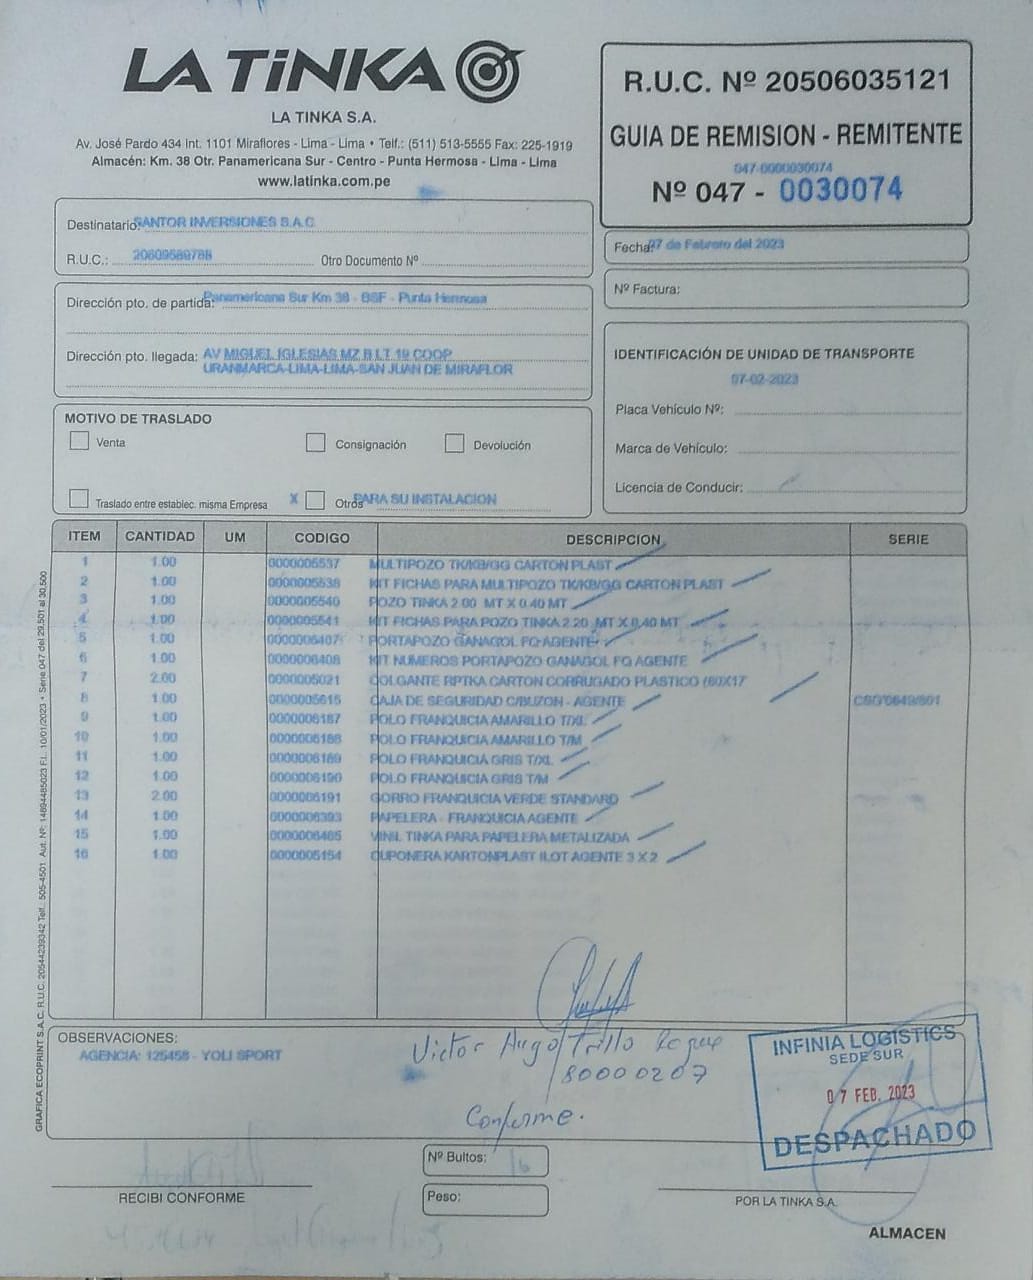 LA TiNKA
LA TINKA S.A.
Av. José Pardo 434 Int. 1101 Miraflores - Lima - Lima • Telf.: (511) 513-5555 Fax: 225-1919
Almacén: Km. 38 Otr. Panamericana Sur - Centro - Punta Hermosa - Lima - Lima
www.latinka.com.pe
R.U.C. Nº 20506035121
GUIA DE REMISION - REMITENTE
047-0000030074
Nº 047 - 0030074
Destinatario: SANTOR INVERSIONES S.A.C
R.U.C.: 20609589788 Otro Documento Nº
Fecha: 07 de Febrero del 2023
Nº Factura:
Dirección pto. de partida: Panamericana Sur Km 38 - BSF - Punta Hermosa
Dirección pto. llegada: AV MIGUEL IGLESIAS MZ B LT 19 COOP
URANMARCA-LIMA-LIMA-SAN JUAN DE MIRAFLOR
IDENTIFICACIÓN DE UNIDAD DE TRANSPORTE
07-02-2023
Placa Vehículo Nº:
Marca de Vehículo:
Licencia de Conducir:
MOTIVO DE TRASLADO
Venta Consignación Devolución
Traslado entre establec. misma Empresa X Otros PARA SU INSTALACION
ITEM CANTIDAD UM CODIGO DESCRIPCION SERIE
1 1.00 0000005537 MULTIPOZO TK/KB/GG CARTON PLAST
2 1.00 0000005538 KIT FICHAS PARA MULTIPOZO TK/KB/GG CARTON PLAST
3 1.00 0000005540 POZO TINKA 2.00 MT X 0.40 MT
4 1.00 0000005541 KIT FICHAS PARA POZO TINKA 2.20 MT X 0.40 MT
5 1.00 0000006407 PORTAPOZO GANAGOL FQ AGENTE
6 1.00 0000006408 KIT NUMEROS PORTAPOZO GANAGOL FQ AGENTE
7 2.00 0000005021 COLGANTE RPTKA CARTON CORRUGADO PLASTICO (60X17
8 1.00 0000005615 CAJA DE SEGURIDAD C/BUZON - AGENTE
9 1.00 0000006187 POLO FRANQUICIA AMARILLO T/XL
10 1.00 0000006188 POLO FRANQUICIA AMARILLO T/M
11 1.00 0000006189 POLO FRANQUICIA GRIS T/XL
12 1.00 0000006190 POLO FRANQUICIA GRIS T/M
13 2.00 0000006191 GORRO FRANQUICIA VERDE STANDARD
14 1.00 0000006393 PAPELERA - FRANQUICIA AGENTE
15 1.00 0000006405 VINIL TINKA PARA PAPELERA METALIZADA
16 1.00 0000006154 CUPONERA KARTONPLAST ILOT AGENTE 3 X 2
GRAFICA ECOPRINT S.A.C. R.U.C. 20544239342 Telf.: 505-4501 Aut. Nº: 14894485023 F.I.: 10/01/2023 • Serie 047 del 29,501 al 30,500
OBSERVACIONES:
AGENCIA: 125458 - YOLI SPORT
Victor Hugo Trillo
80000207
Conforme.
INFINIA LOGISTICS
SEDE SUR
07 FEB. 2023
DESPACHADO
Nº Bultos: 16
Peso:
RECIBI CONFORME
POR LA TINKA S.A.
ALMACEN